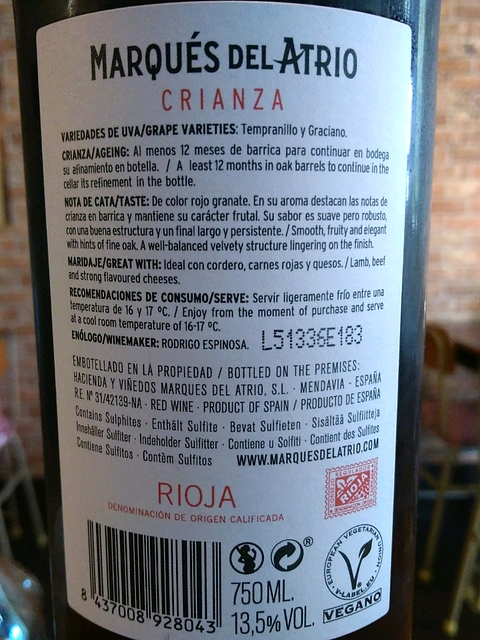 MARQUÉS DEL ATRIO
CRIANZA
VARIEDADES DE UVA/GRAPE VARIETIES: Tempranillo y Graciano.
CRIANZA/AGEING: Al menos 12 meses de barrica para continuar en bodega
su afinamiento en botella. / A least 12 months in oak barrels to continue in the
cellar its refinement in the bottle.
NOTA DE CATA/TASTE: De color rojo granate. En su aroma destacan las notas de
crianza en barrica y mantiene su carácter frutal. Su sabor es suave pero robusto,
con una buena estructura y un final largo y persistente. / Smooth, fruity and elegant
with hints of fine oak. A well-balanced velvety structure lingering on the finish.
MARIDAJE/GREAT WITH: Ideal con cordero, carnes rojas y quesos. / Lamb, beef
and strong flavoured cheeses.
RECOMENDACIONES DE CONSUMO/SERVE: Servir ligeramente frío entre una
temperatura de 16 y 17 ºC. / Enjoy from the moment of purchase and serve
at a cool room temperature of 16-17 ºC.
ENÓLOGO/WINEMAKER: RODRIGO ESPINOSA. L51336E183
EMBOTELLADO EN LA PROPIEDAD / BOTTLED ON THE PREMISES:
HACIENDA Y VIÑEDOS MARQUES DEL ATRIO, S.L. · MENDAVIA - ESPAÑA
R.E. Nº 31/42139-NA · RED WINE · PRODUCT OF SPAIN / PRODUCTO DE ESPAÑA
Contains Sulphites · Enthält Sulfite · Bevat Sulfieten · Sisältää Sulfiitteja
Innehåller Sulfiter · Indeholder Sulfitter · Contiene u Solfiti · Contient des Sulfites
Contiene Sulfitos · Contèm Sulfitos WWW.MARQUESDELATRIO.COM
RIOJA
DENOMINACIÓN DE ORIGEN CALIFICADA
RIOJA
8 437008 928043
750 ML.
13,5% VOL.
EUROPEAN VEGETARIAN UNION
V-LABEL.EU
VEGANO